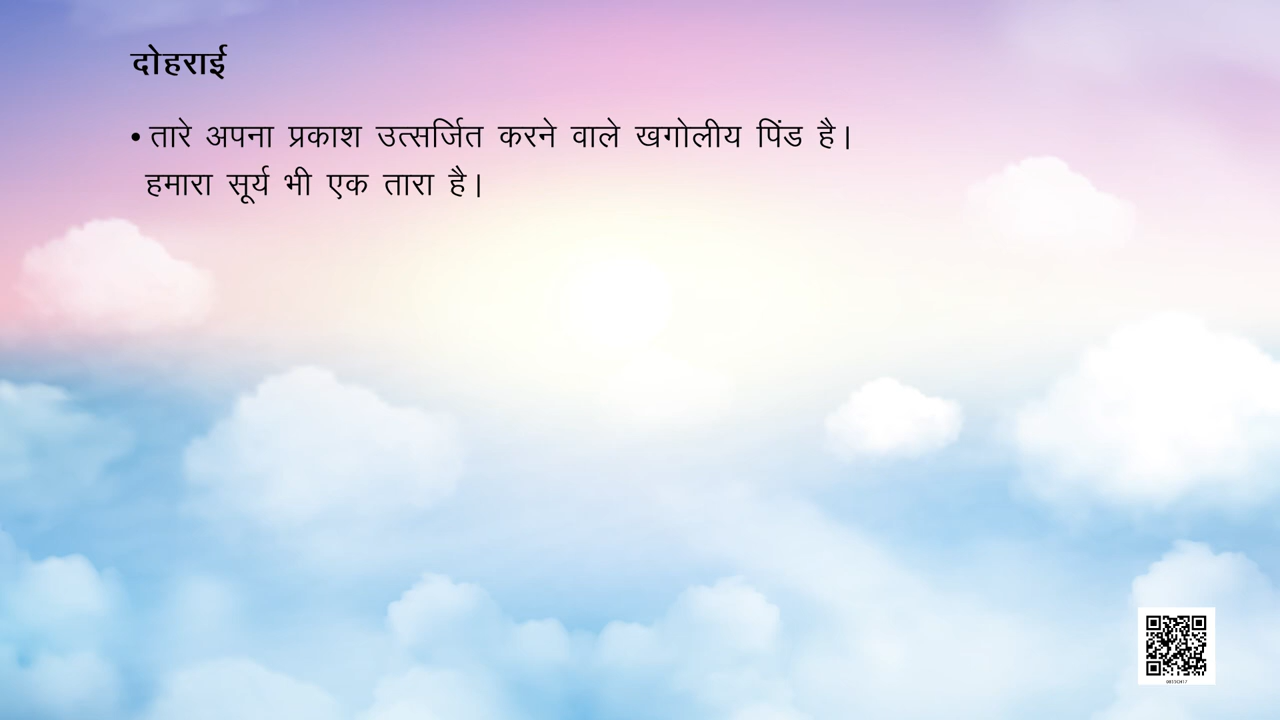 दोहराई
• तारे अपना प्रकाश उत्सर्जित करने वाले खगोलीय पिंड है।
हमारा सूर्य भी एक तारा है।